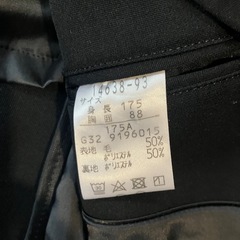 14638-93
サイズ
身長 175
胸囲 88
175A
G32 9196015
表地 毛 50%
ポリエステル 50%
裏地 ポリエステル